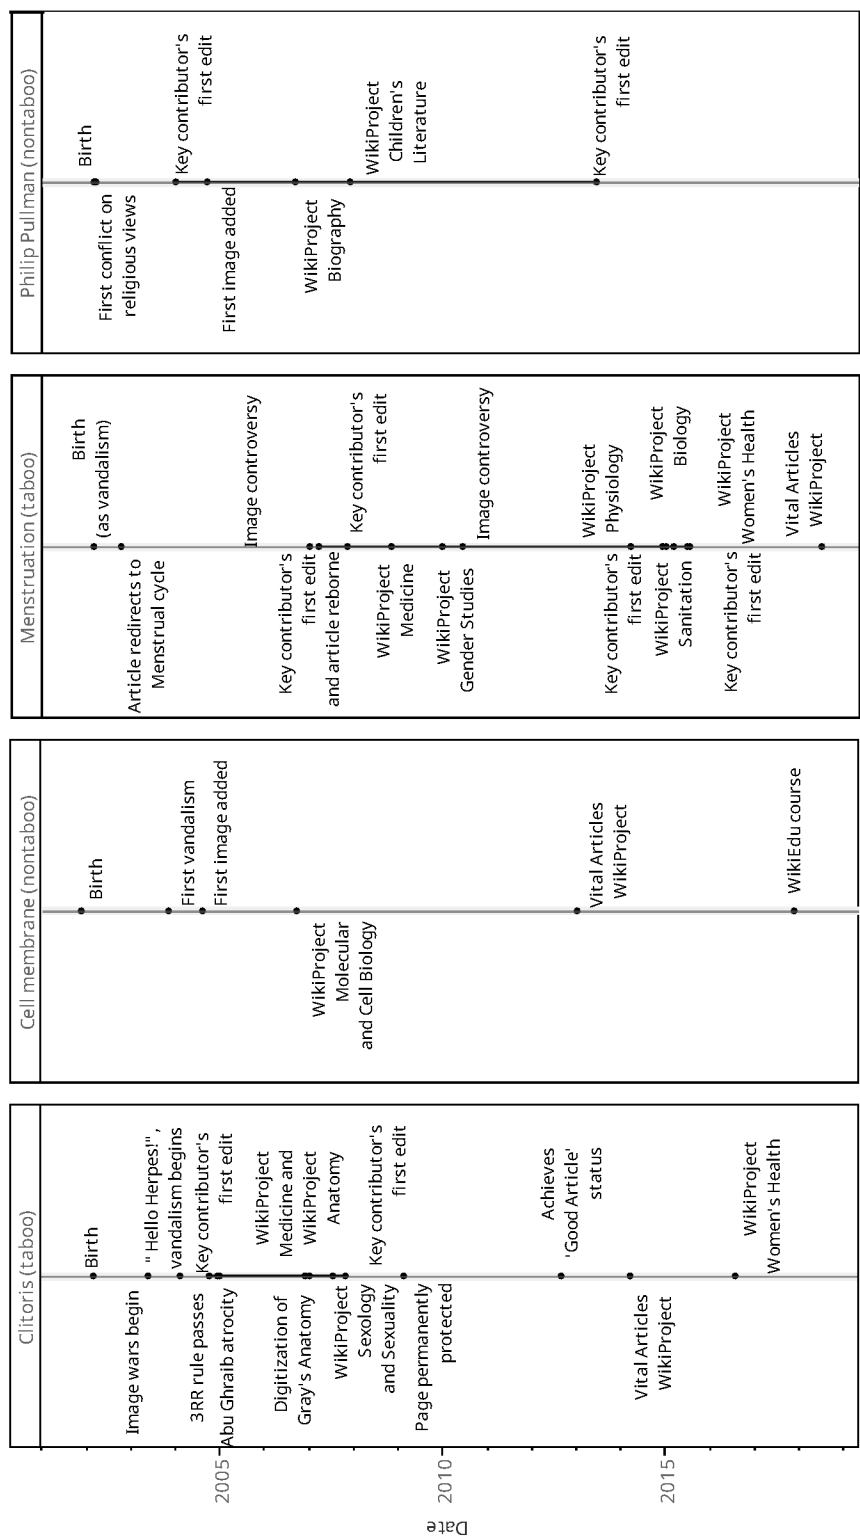 Clitoris (taboo)
Birth
Image wars begin
" Hello Herpes!",
vandalism begins
3RR rule passes
Key contributor's
first edit
Abu Ghraib atrocity
WikiProject
Medicine and
WikiProject
Anatomy
Digitization of
Gray's Anatomy
WikiProject
Sexology
and Sexuality
Key contributor's
first edit
Page permanently
protected
Achieves
'Good Article'
status
Vital Articles
WikiProject
WikiProject
Women's Health
Cell membrane (nontaboo)
Birth
First vandalism
First image added
WikiProject
Molecular
and Cell Biology
Vital Articles
WikiProject
WikiEdu course
Menstruation (taboo)
Birth
(as vandalism)
Article redirects to
Menstrual cycle
Image controversy
Key contributor's
first edit
and article reborne
Key contributor's
first edit
WikiProject
Medicine
WikiProject
Gender Studies
Image controversy
WikiProject
Physiology
Key contributor's
first edit
WikiProject
Sanitation
WikiProject
Biology
WikiProject
Women's Health
Key contributor's
first edit
Vital Articles
WikiProject
Philip Pullman (nontaboo)
Birth
First conflict on
religious views
Key contributor's
first edit
First image added
WikiProject
Biography
WikiProject
Children's
Literature
Key contributor's
first edit
2005
2010
2015
Date